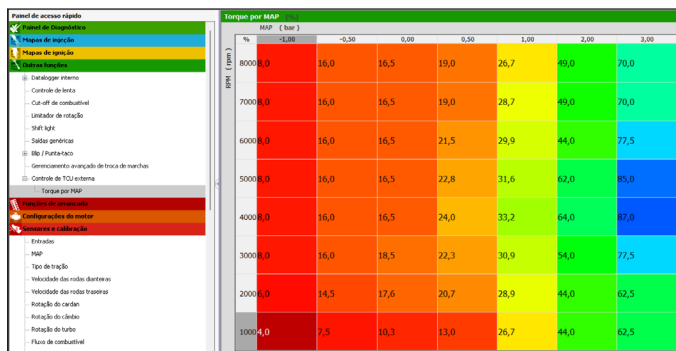 Painel de acesso rápido
Painel de Diagnóstico
Mapas de injeção
Mapas de ignição
Outras funções
Datalogger interno
Controle de lenta
Cut-off de combustível
Limitador de rotação
Shift light
Saídas genéricas
Blip / Punta-taco
Gerenciamento avançado de troca de marchas
Controle de TCU externa
Torque por MAP
Funções de arrancada
Configurações do motor
Sensores e calibração
Entradas
MAP
Tipo de tração
Velocidade das rodas dianteiras
Velocidade das rodas traseiras
Rotação do cardan
Rotação do câmbio
Rotação do turbo
Fluxo de combustível
Torque por MAP (%)
MAP ( bar )
RPM ( rpm )
% -1,00 -0,50 0,00 0,50 1,00 2,00 3,00
8000 8,0 16,0 16,5 19,0 26,7 49,0 70,0
7000 8,0 16,0 16,5 19,0 28,7 49,0 70,0
6000 8,0 16,0 16,5 21,5 29,9 44,0 77,5
5000 8,0 16,0 16,5 22,8 31,6 62,0 85,0
4000 8,0 16,0 16,5 24,0 33,2 64,0 87,0
3000 8,0 16,0 18,5 22,3 30,9 54,0 77,5
2000 6,0 14,5 17,6 20,7 28,9 44,0 62,5
1000 4,0 7,5 10,3 13,0 26,7 44,0 62,5